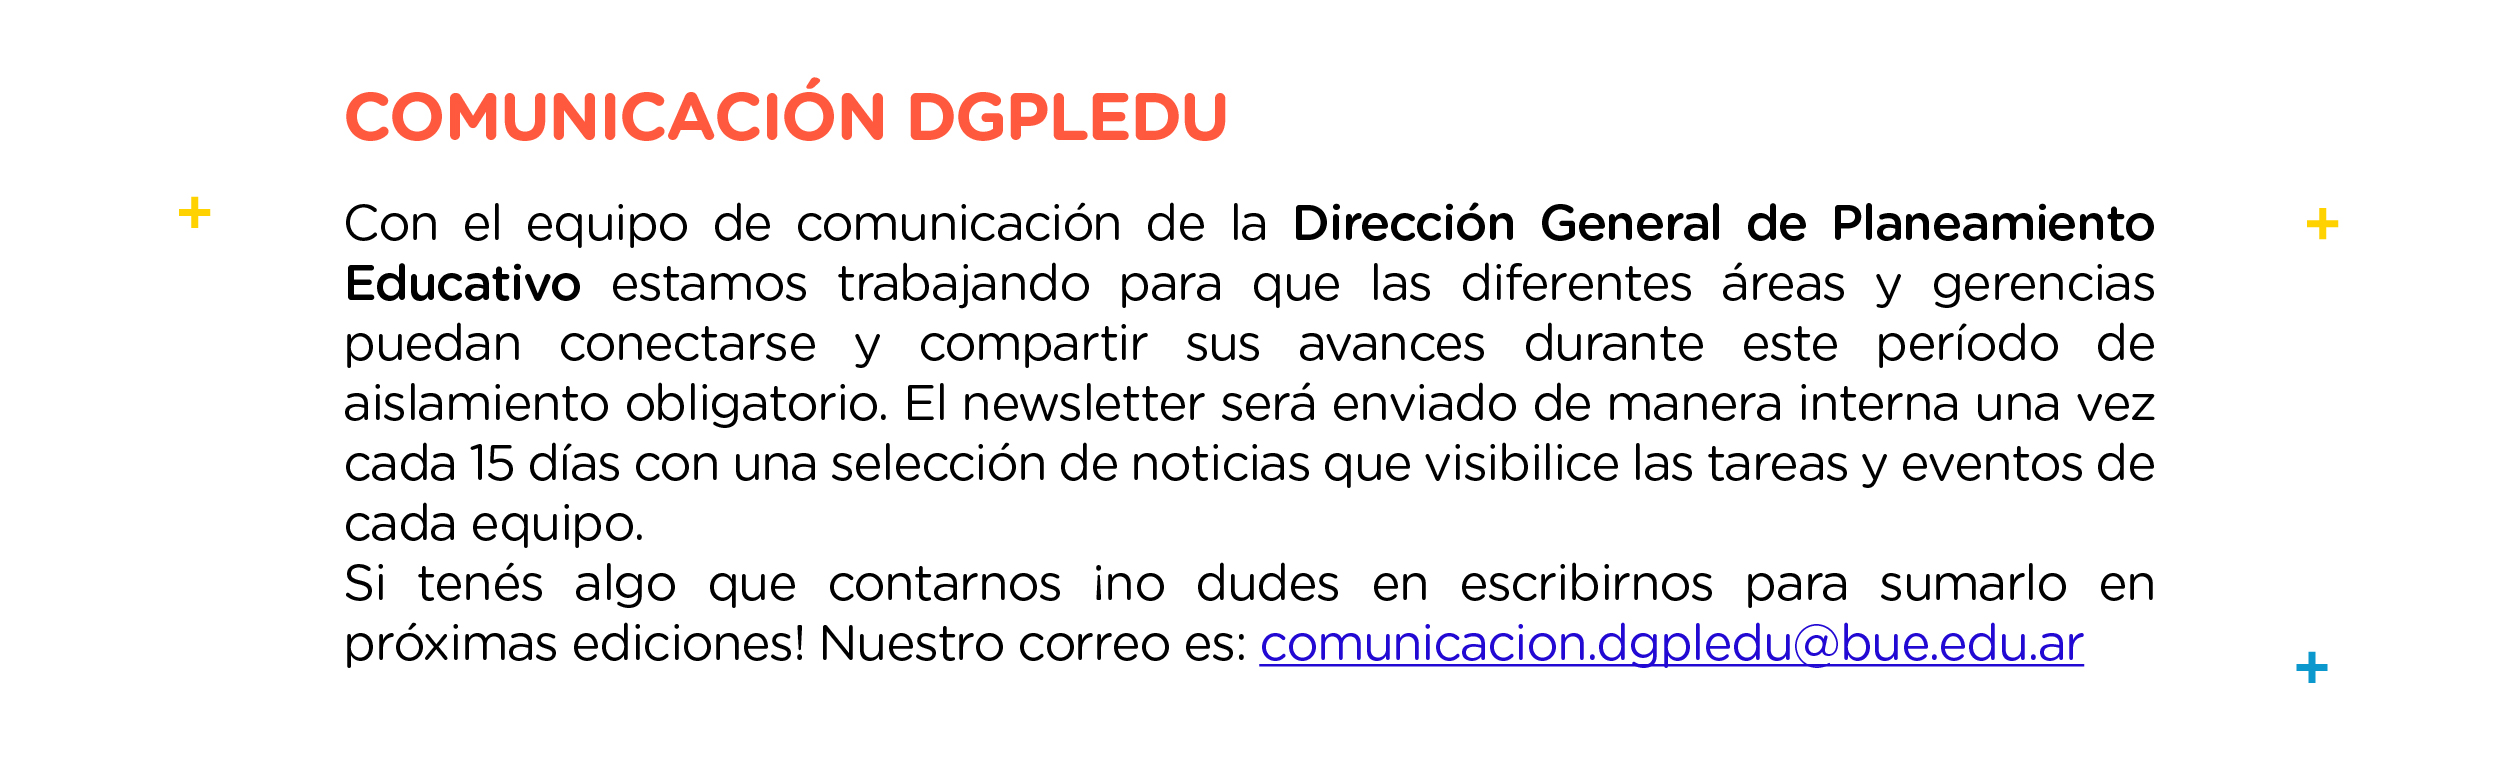 COMUNICACIÓN DGPLEDU
Con el equipo de comunicación de la Dirección General de Planeamiento
Educativo estamos trabajando para que las diferentes áreas y gerencias
puedan conectarse y compartir sus avances durante este período de
aislamiento obligatorio. El newsletter será enviado de manera interna una vez
cada 15 días con una selección de noticias que visibilice las tareas y eventos de
cada equipo.
Si tenés algo que contarnos ¡no dudes en escribirnos para sumarlo en
próximas ediciones! Nuestro correo es: comunicacion.dgpledu@bue.edu.ar